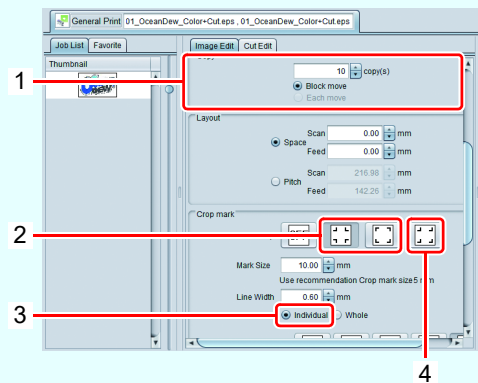 General Print 01_OceanDew_Color+Cut.eps , 01_OceanDew_Color+Cut.eps
Job List Favorite
Image Edit Cut Edit
Thumbnail
1
10 copy(s)
Block move
Each move
Layout
Space
Scan 0.00 mm
Feed 0.00 mm
Pitch
Scan 216.98 mm
Feed 142.26 mm
Crop mark
2
Mark Size 10.00 mm
Use recommendation Crop mark size5 mm
Line Width 0.60 mm
3
Individual Whole
4